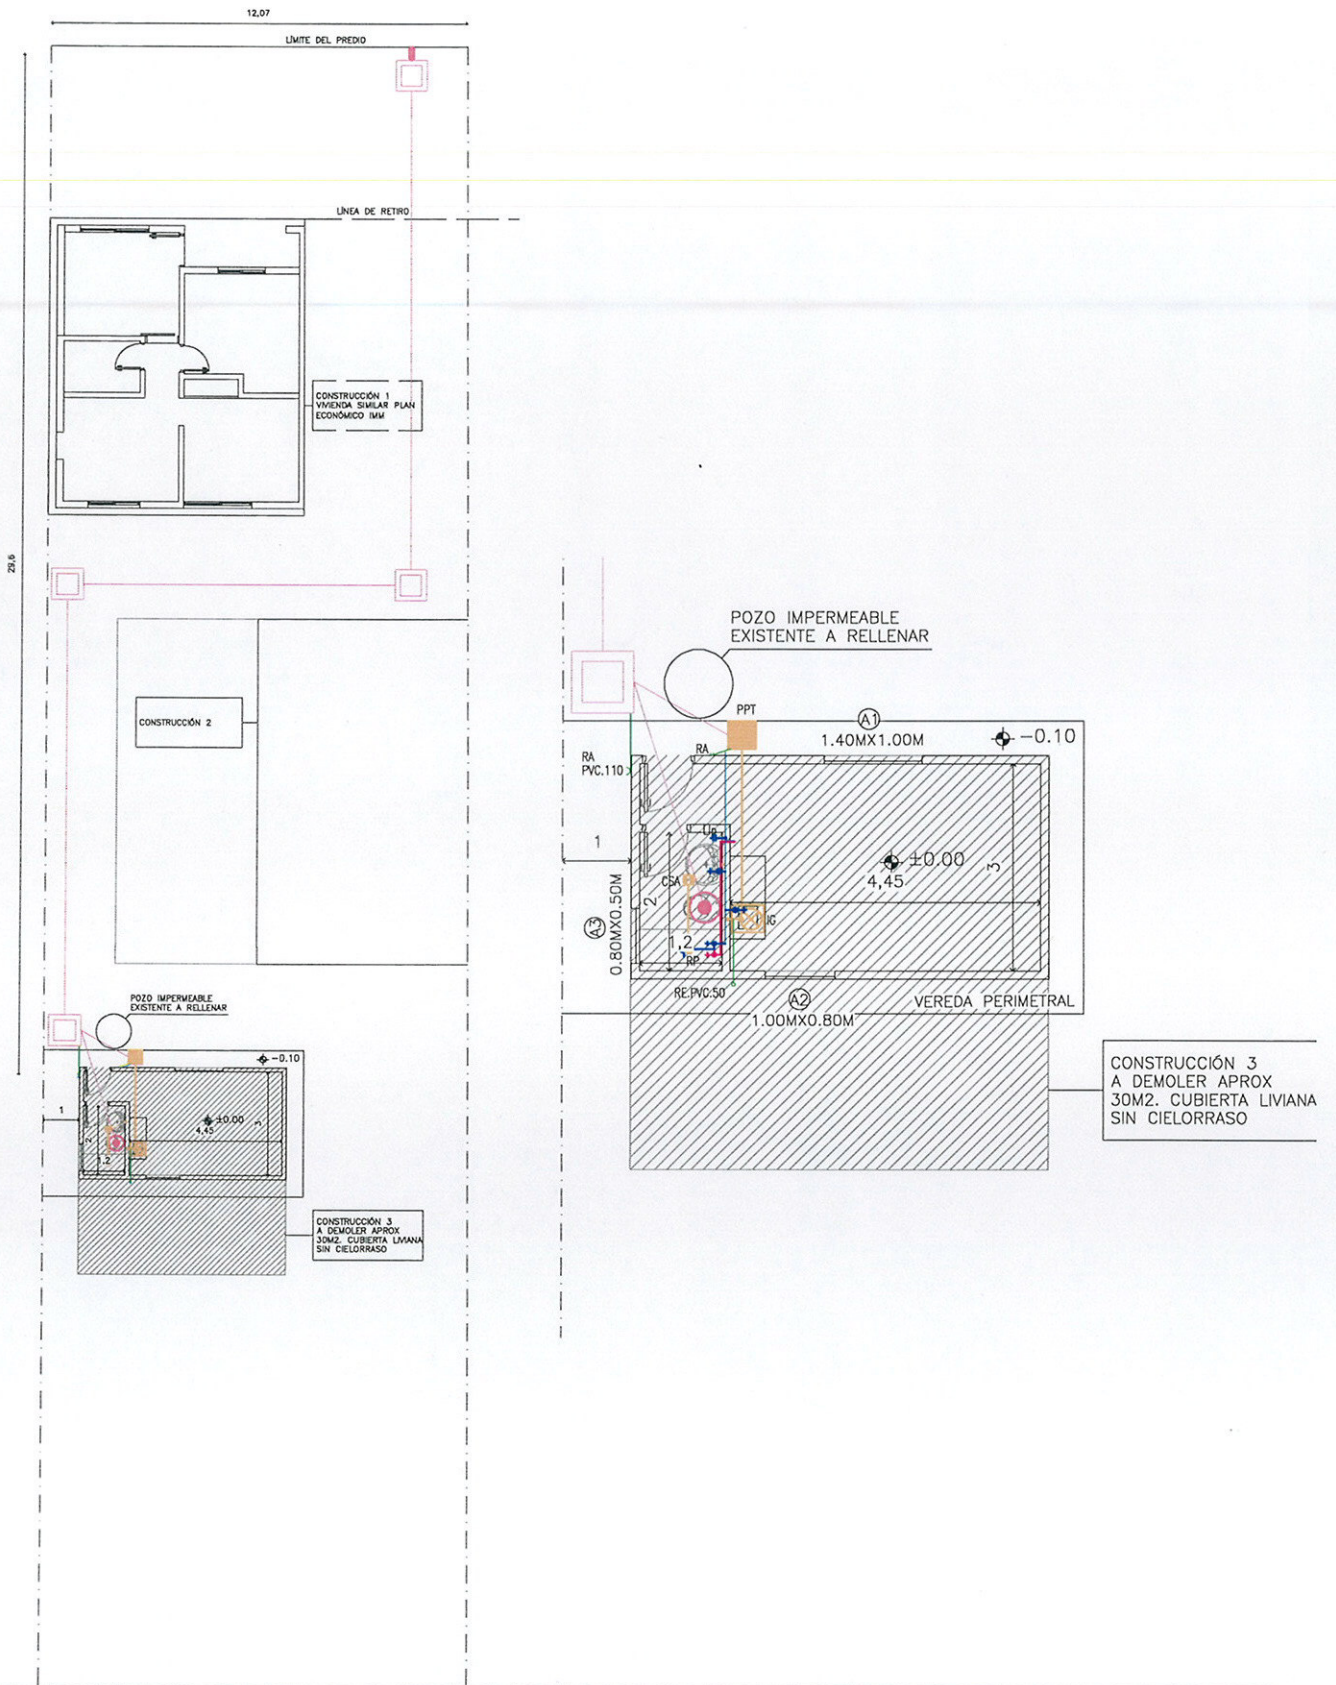 12,07
LÍMITE DEL PREDIO
LÍNEA DE RETIRO
CONSTRUCCIÓN 1
VIVIENDA SIMILAR PLAN
ECONÓMICO IMM
29,6
CONSTRUCCIÓN 2
POZO IMPERMEABLE
EXISTENTE A RELLENAR
-0.10
1
±0.00
4,45
3
2
1,2
CONSTRUCCIÓN 3
A DEMOLER APROX
30M2. CUBIERTA LIVIANA
SIN CIELORRASO
POZO IMPERMEABLE
EXISTENTE A RELLENAR
PPT
A1
1.40MX1.00M
-0.10
RA
RA
PVC.110
1
±0.00
4,45
3
CSA
2
A3
0.80MX0.50M
IG
1,2
RP
RE.PVC.50
A2
1.00MX0.80M
VEREDA PERIMETRAL
CONSTRUCCIÓN 3
A DEMOLER APROX
30M2. CUBIERTA LIVIANA
SIN CIELORRASO